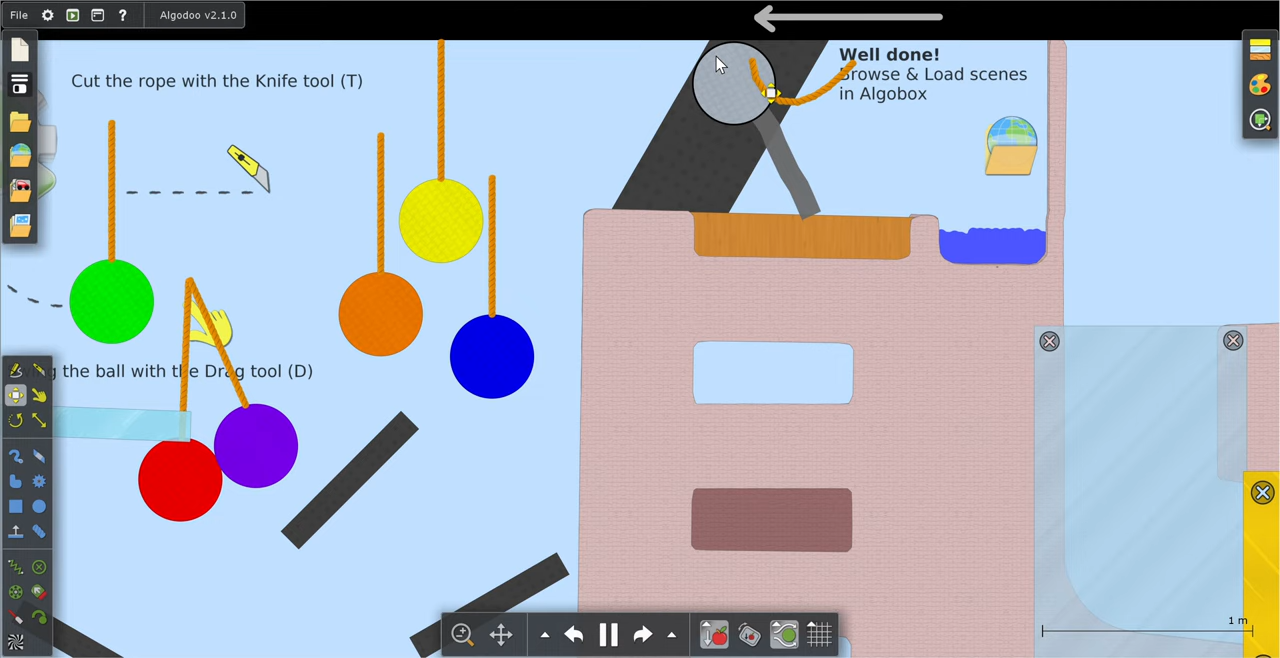 File
?
Algodoo v2.1.0
Cut the rope with the Knife tool (T)
Well done!
Browse & Load scenes
in Algobox
the ball with the Drag tool (D)
1 m